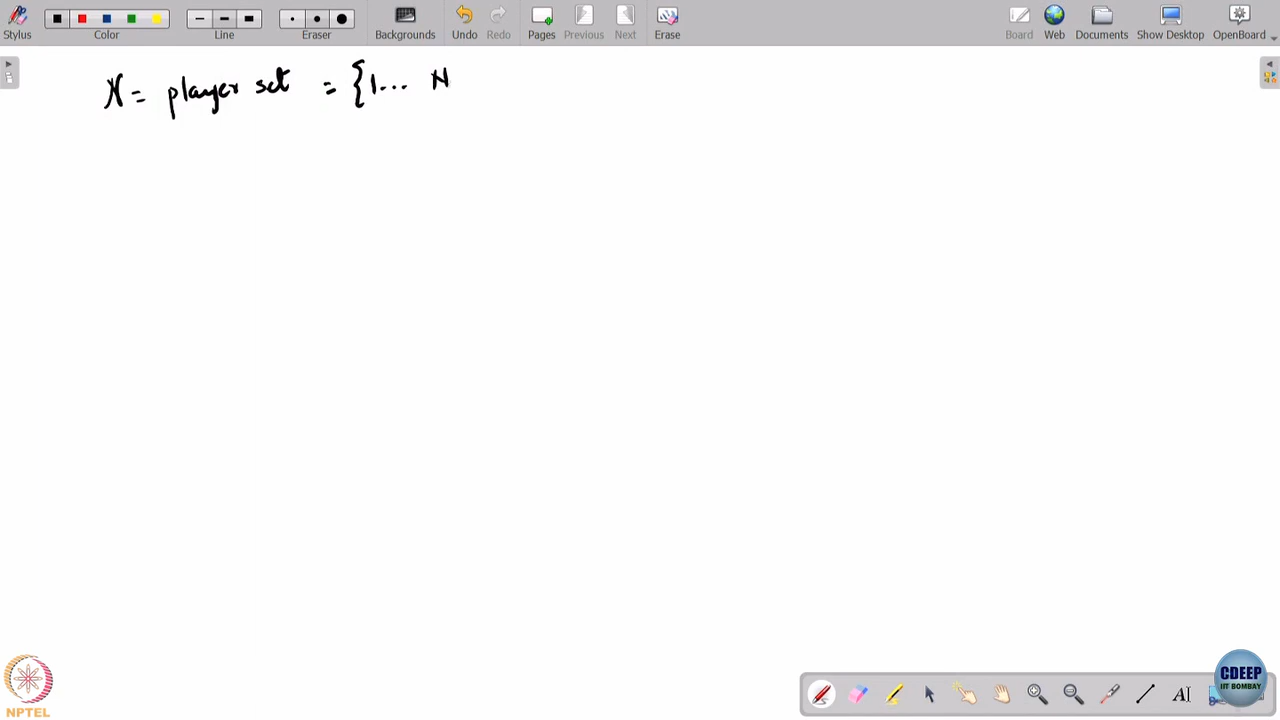 Stylus Color Line Eraser Backgrounds Undo Redo Pages Previous Next Erase Board Web Documents Show Desktop OpenBoard
N = player set = {1... N
CDEEP
IIT BOMBAY
NPTEL